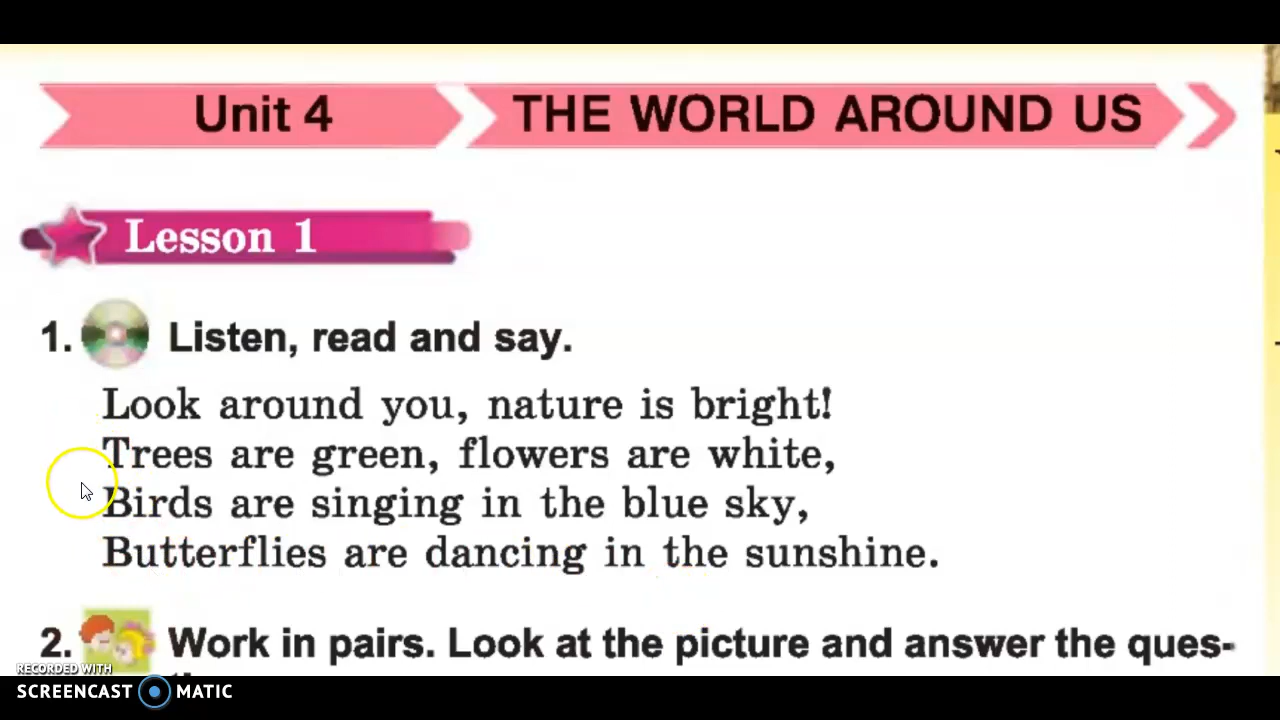 Unit 4
THE WORLD AROUND US
Lesson 1
1. Listen, read and say.
Look around you, nature is bright!
Trees are green, flowers are white,
Birds are singing in the blue sky,
Butterflies are dancing in the sunshine.
2. Work in pairs. Look at the picture and answer the ques-
RECORDED WITH
SCREENCAST MATIC